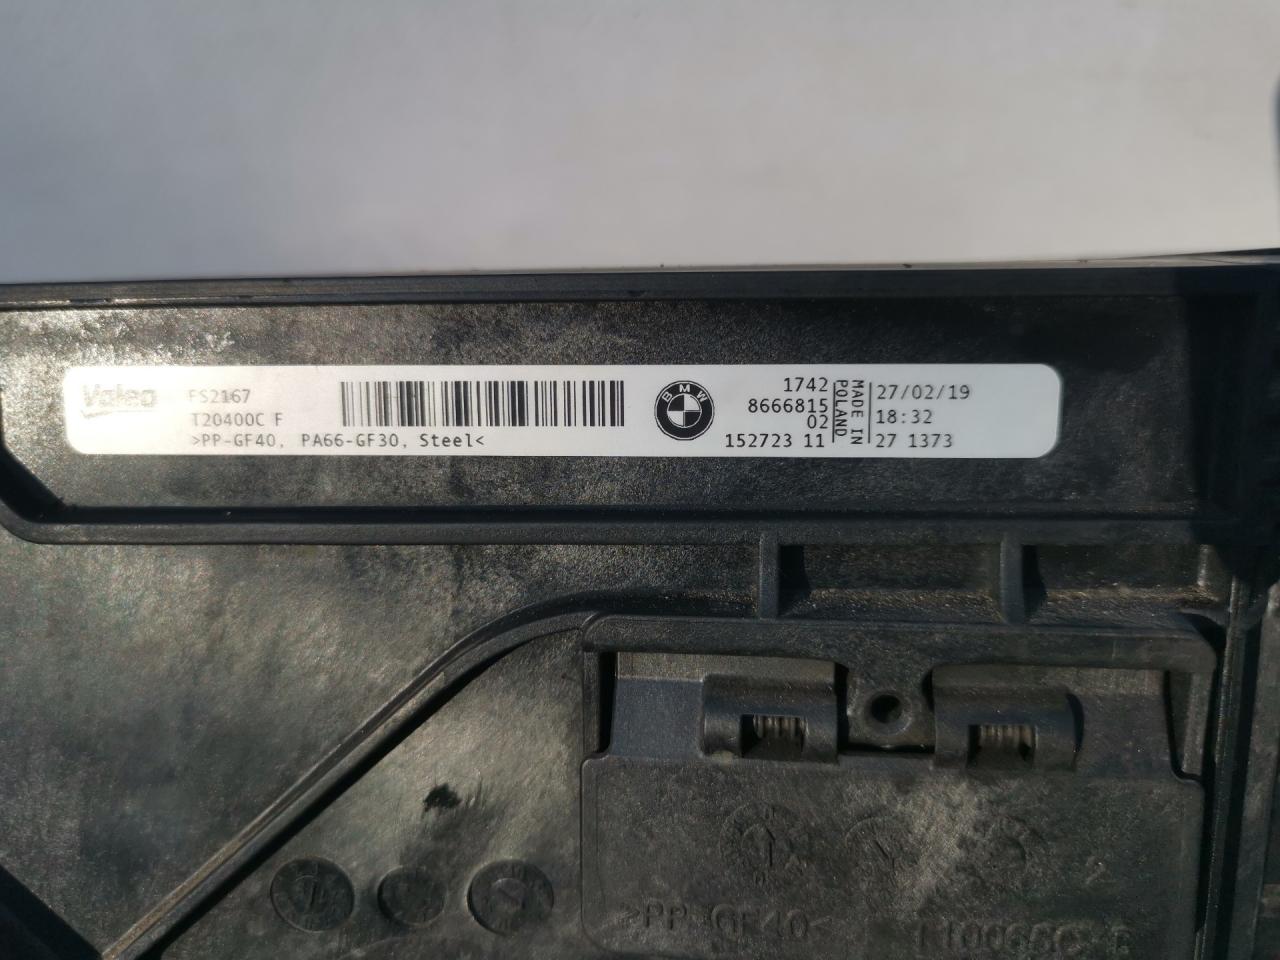 Valeo
FS2167
T20400C F
>PP-GF40, PA66-GF30, Steel<
BMW
1742
8666815
02
152723 11
MADE IN
POLAND
27/02/19
18:32
27 1373
>PP-GF40<